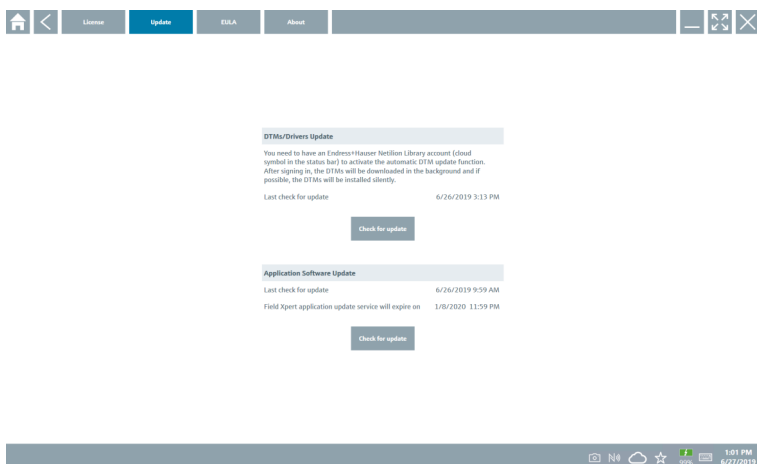 License Update EULA About
DTMs/Drivers Update
You need to have an Endress+Hauser Netilion Library account (cloud
symbol in the status bar) to activate the automatic DTM update function.
After signing in, the DTMs will be downloaded in the background and if
possible, the DTMs will be installed silently.
Last check for update 6/26/2019 3:13 PM
Check for update
Application Software Update
Last check for update 6/26/2019 9:59 AM
Field Xpert application update service will expire on 1/8/2020 11:59 PM
Check for update
99% 1:01 PM
6/27/2019